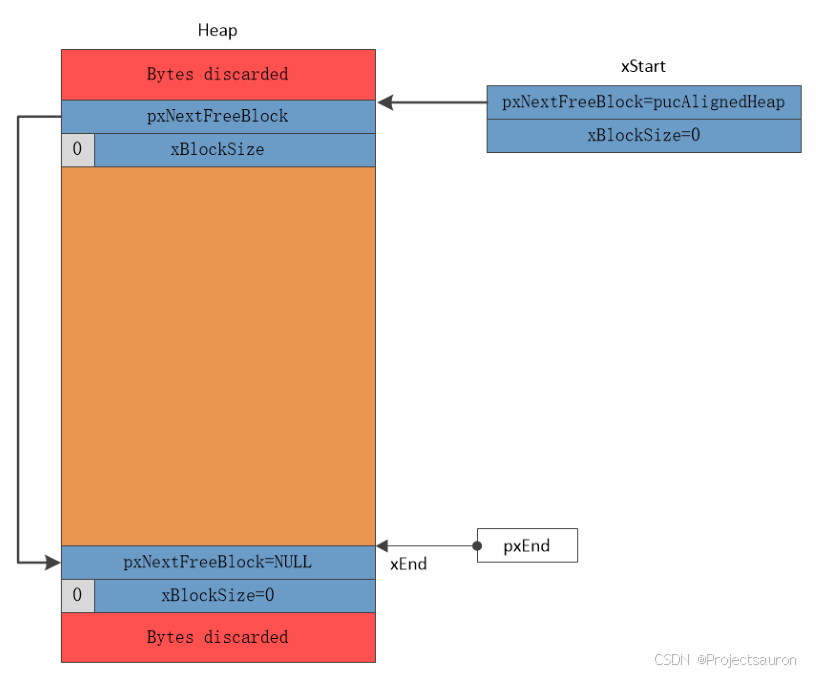 Heap
Bytes discarded
xStart
pxNextFreeBlock=pucAlignedHeap
pxNextFreeBlock
xBlockSize=0
0 xBlockSize
pxEnd
xEnd
pxNextFreeBlock=NULL
0 xBlockSize=0
Bytes discarded
CSDN @Projectsauron